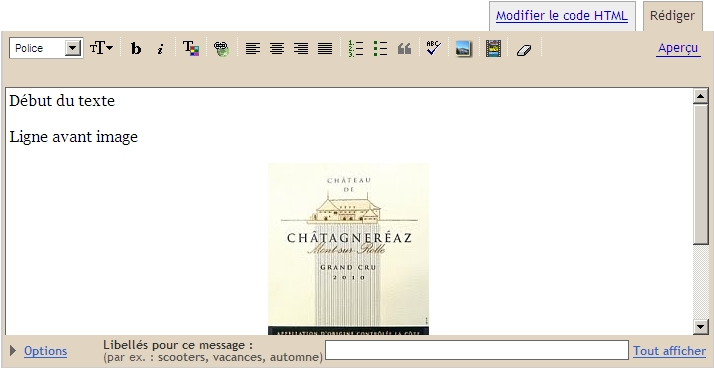 Modifier le code HTML
Rédiger
Police
T T b i T
ABC
Aperçu
Début du texte
Ligne avant image
CHÂTEAU
DE
CHÂTAGNERÉAZ
Mont-sur-Rolle
GRAND CRU
2010
APPELLATION D'ORIGINE CONTRÔLÉE LA CÔTE
Options
Libellés pour ce message :
(par ex. : scooters, vacances, automne)
Tout afficher